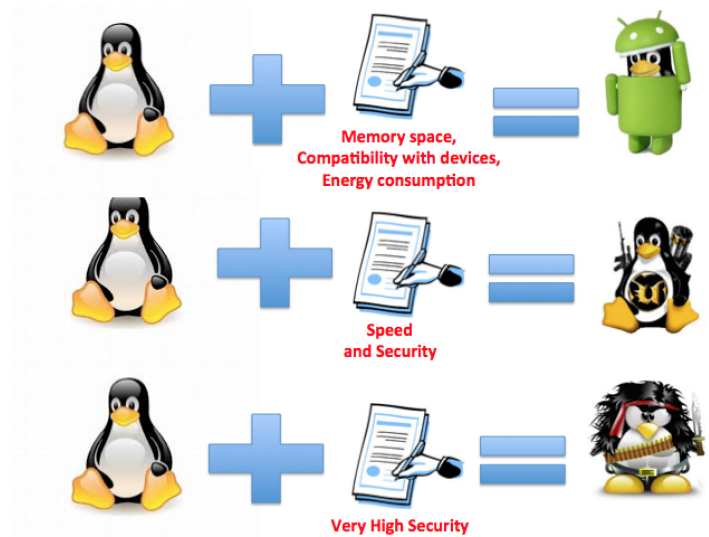 Memory space,
Compatibility with devices,
Energy consumption
Speed
and Security
Very High Security